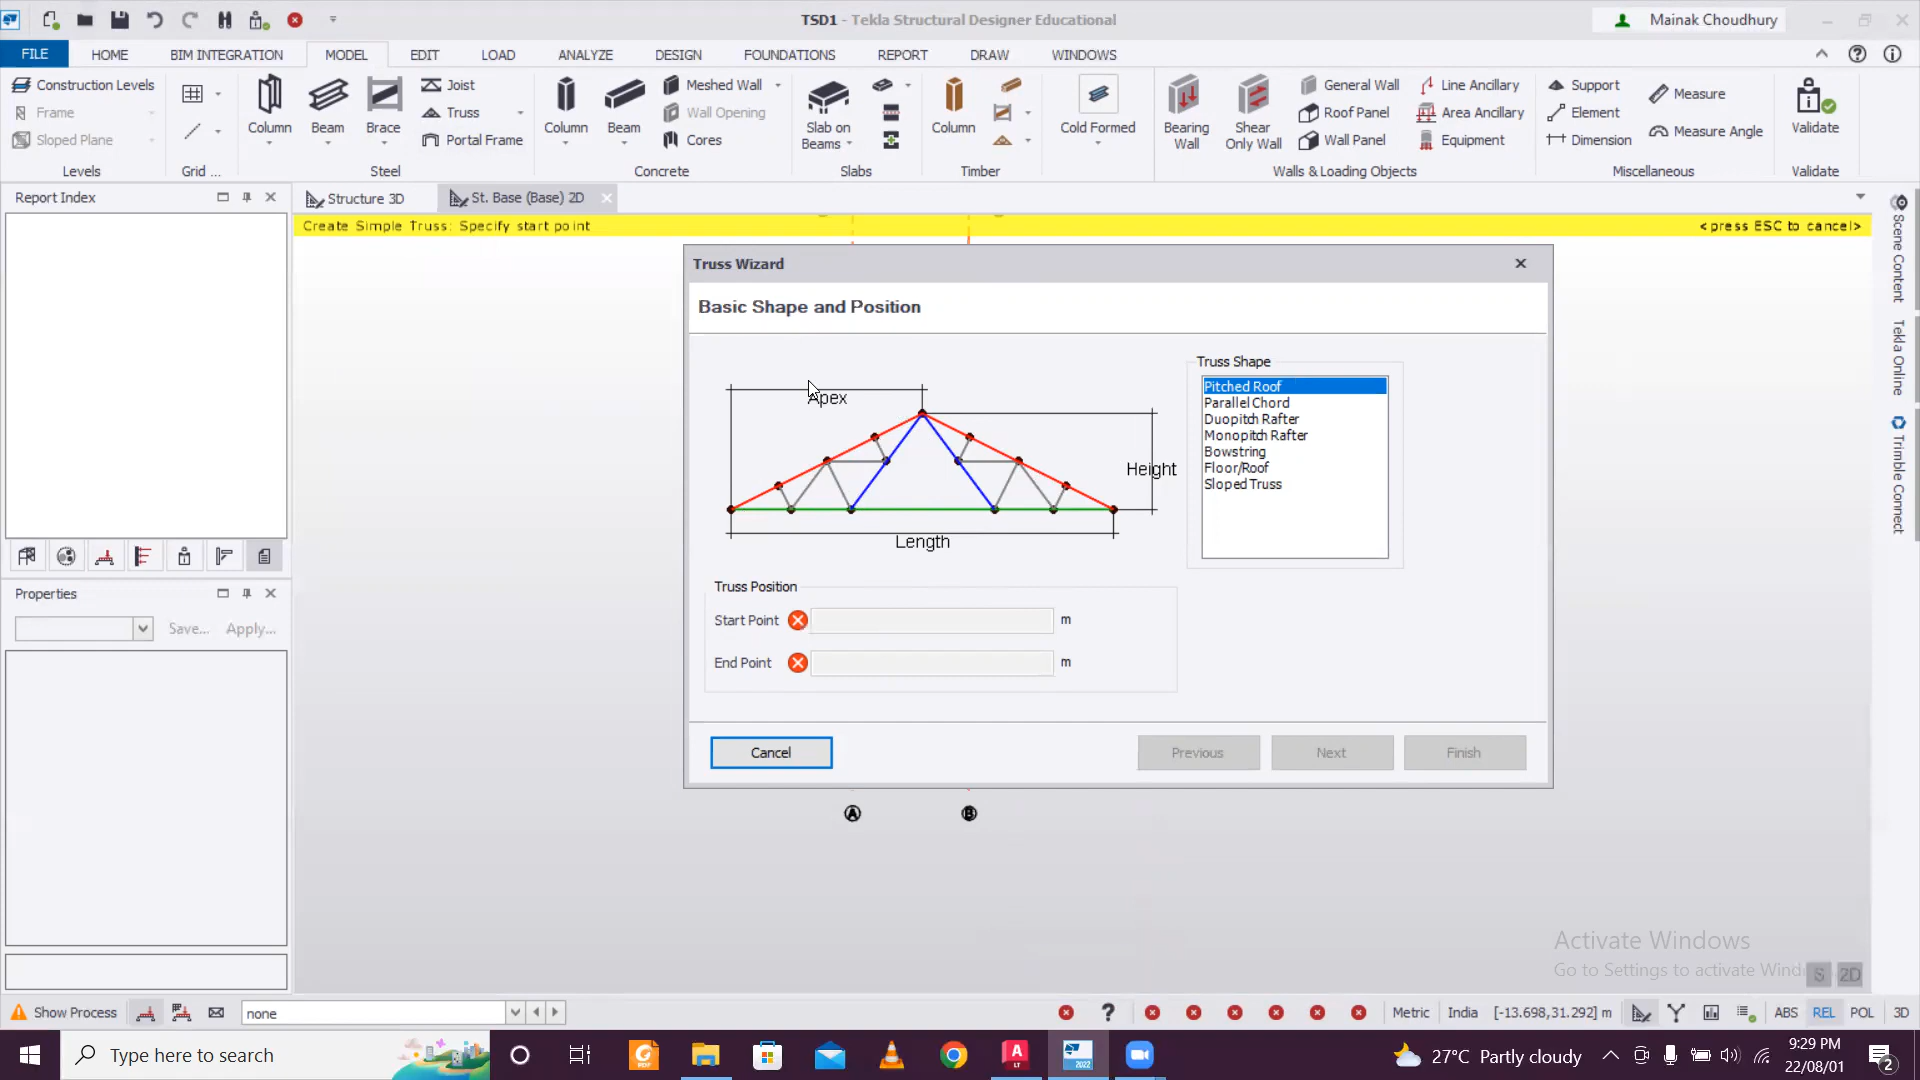 TSD1 - Tekla Structural Designer Educational
Mainak Choudhury
FILE HOME BIM INTEGRATION MODEL EDIT LOAD ANALYZE DESIGN FOUNDATIONS REPORT DRAW WINDOWS
Construction Levels
Frame
Sloped Plane
Levels
Grid ...
Column
Beam
Brace
Joist
Truss
Portal Frame
Steel
Column
Beam
Meshed Wall
Wall Opening
Cores
Concrete
Slab on
Beams
Slabs
Column
Timber
Cold Formed
Bearing
Wall
Shear
Only Wall
General Wall
Roof Panel
Wall Panel
Line Ancillary
Area Ancillary
Equipment
Walls & Loading Objects
Support
Element
Dimension
Measure
Measure Angle
Miscellaneous
Validate
Validate
Report Index
Structure 3D
St. Base (Base) 2D
Create Simple Truss: Specify start point
<press ESC to cancel>
Scene Content
Tekla Online
Trimble Connect
Truss Wizard
Basic Shape and Position
Apex
Height
Length
Truss Shape
Pitched Roof
Parallel Chord
Duopitch Rafter
Monopitch Rafter
Bowstring
Floor/Roof
Sloped Truss
Truss Position
Start Point m
End Point m
Cancel
Previous
Next
Finish
A B
Properties
Save...
Apply...
Activate Windows
Go to Settings to activate Wind
S 2D
Show Process
none
Metric India [-13.698,31.292] m ABS REL POL 3D
Type here to search
PDF
A
LT
2022
27°C Partly cloudy
9:29 PM
22/08/01
2